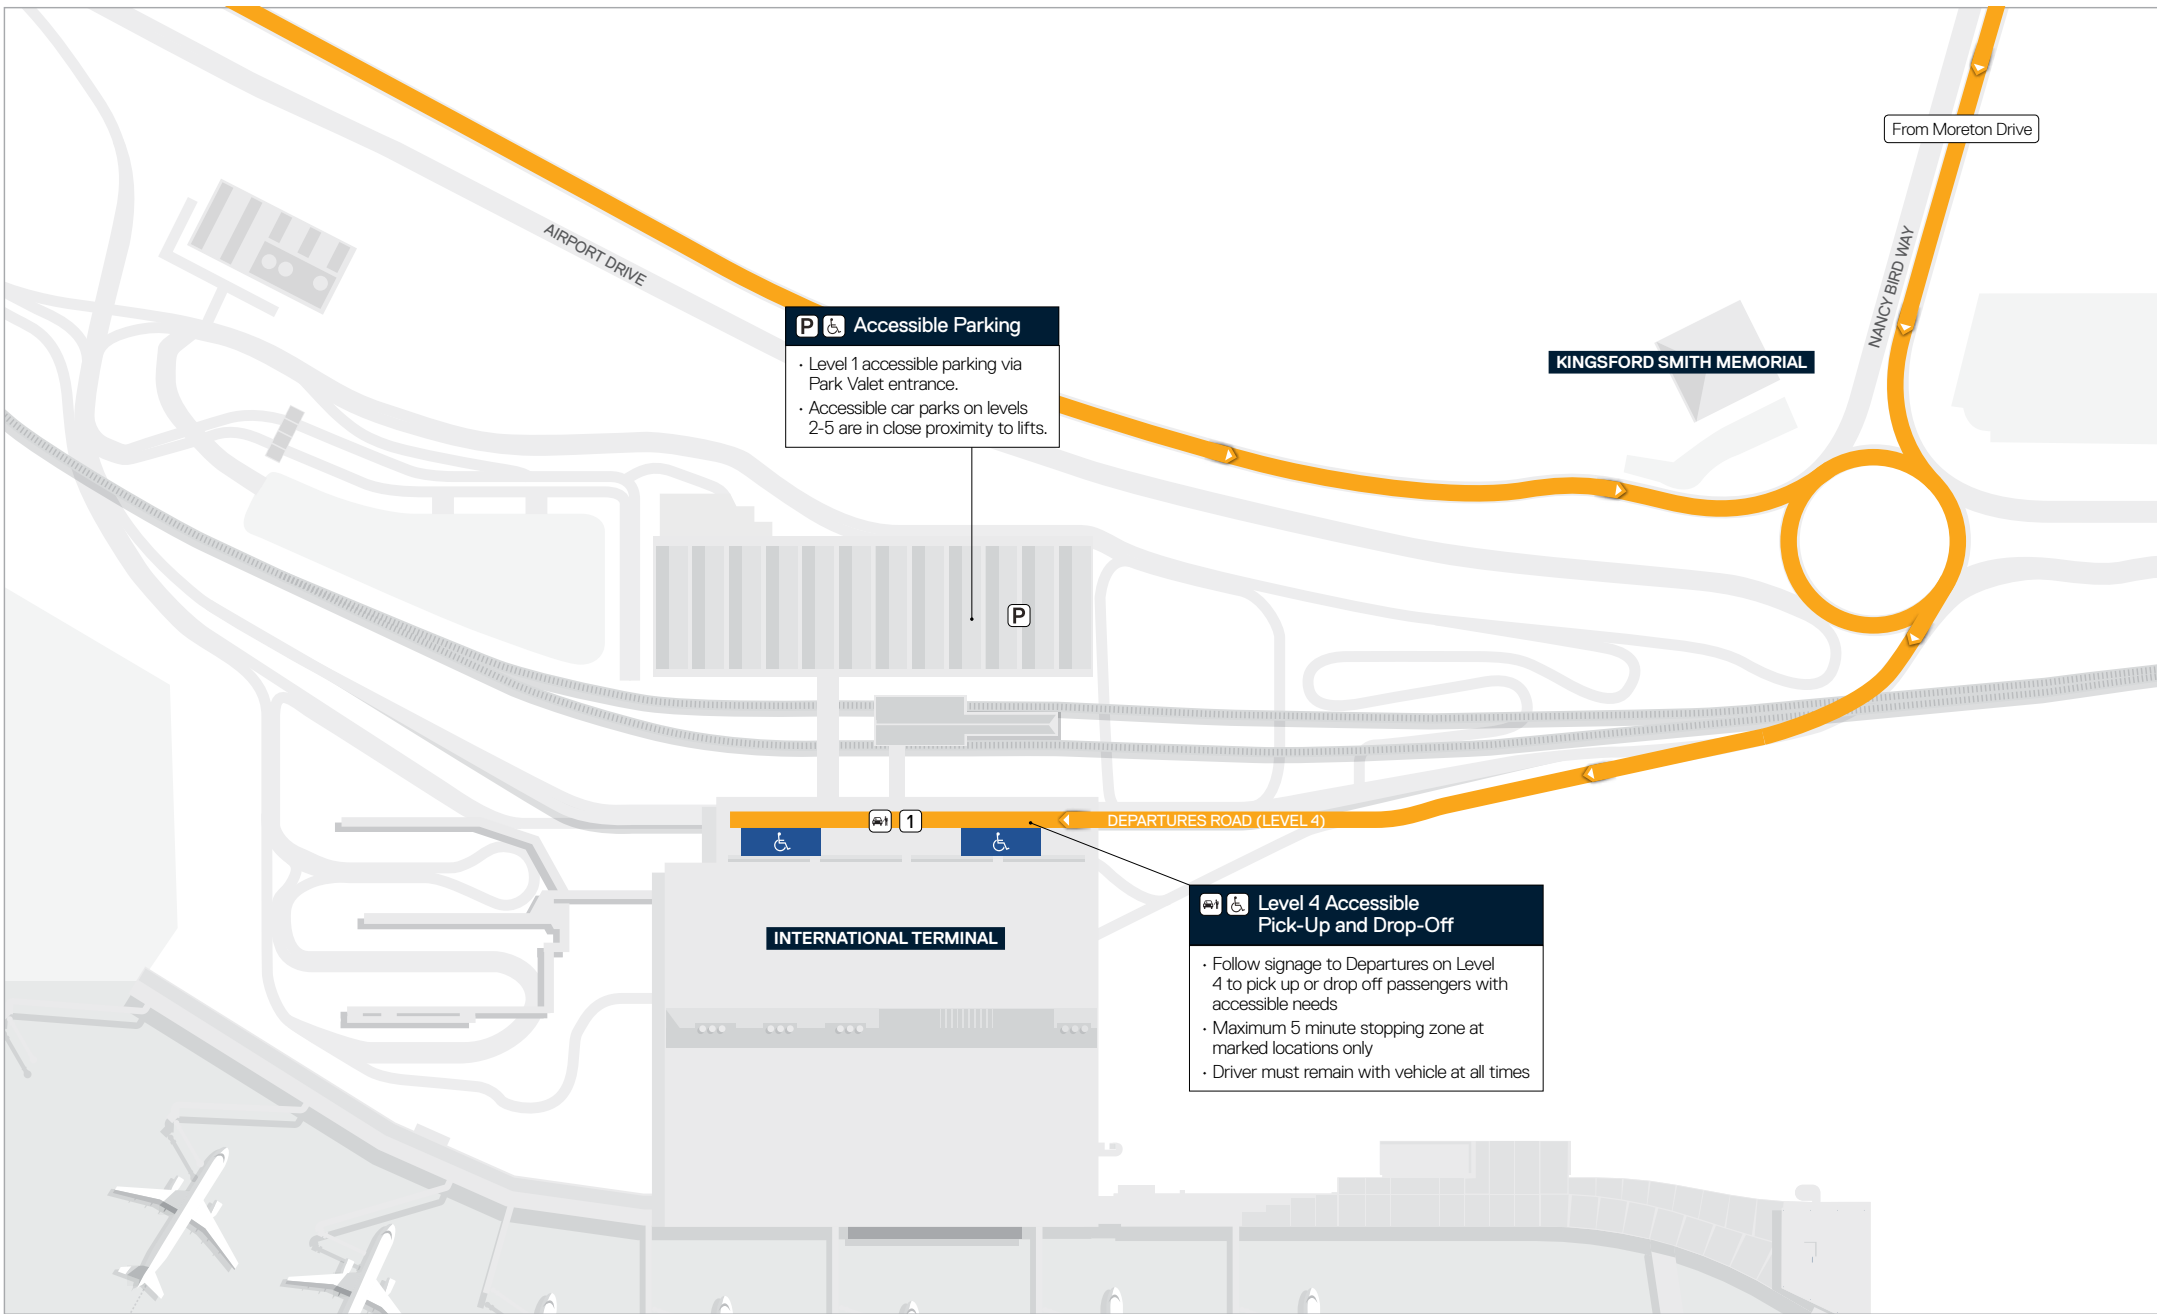 From Moreton Drive
AIRPORT DRIVE
NANCY BIRD WAY
P Accessible Parking
· Level 1 accessible parking via
Park Valet entrance.
· Accessible car parks on levels
2-5 are in close proximity to lifts.
KINGSFORD SMITH MEMORIAL
P
1
DEPARTURES ROAD (LEVEL 4)
INTERNATIONAL TERMINAL
Level 4 Accessible
Pick-Up and Drop-Off
· Follow signage to Departures on Level
4 to pick up or drop off passengers with
accessible needs
· Maximum 5 minute stopping zone at
marked locations only
· Driver must remain with vehicle at all times